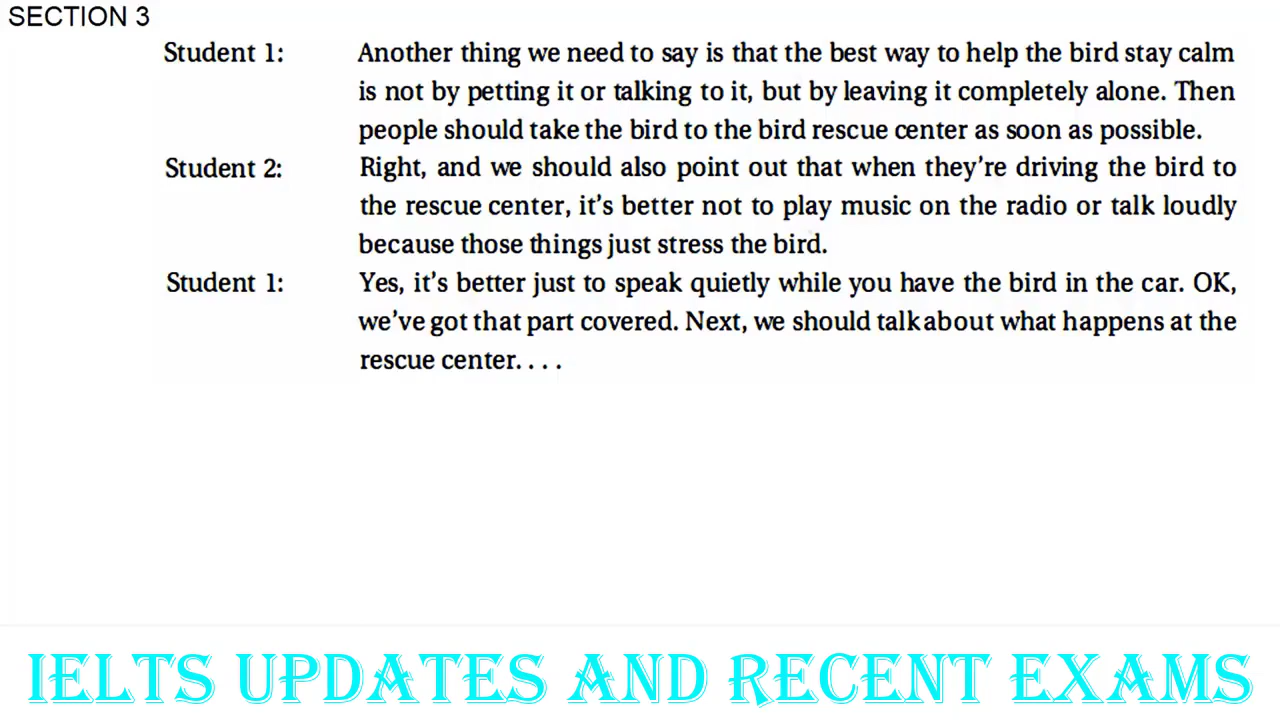 SECTION 3
Student 1: Another thing we need to say is that the best way to help the bird stay calm
is not by petting it or talking to it, but by leaving it completely alone. Then
people should take the bird to the bird rescue center as soon as possible.
Student 2: Right, and we should also point out that when they're driving the bird to
the rescue center, it's better not to play music on the radio or talk loudly
because those things just stress the bird.
Student 1: Yes, it's better just to speak quietly while you have the bird in the car. OK,
we've got that part covered. Next, we should talk about what happens at the
rescue center. . . .
IELTS UPDATES AND RECENT EXAMS